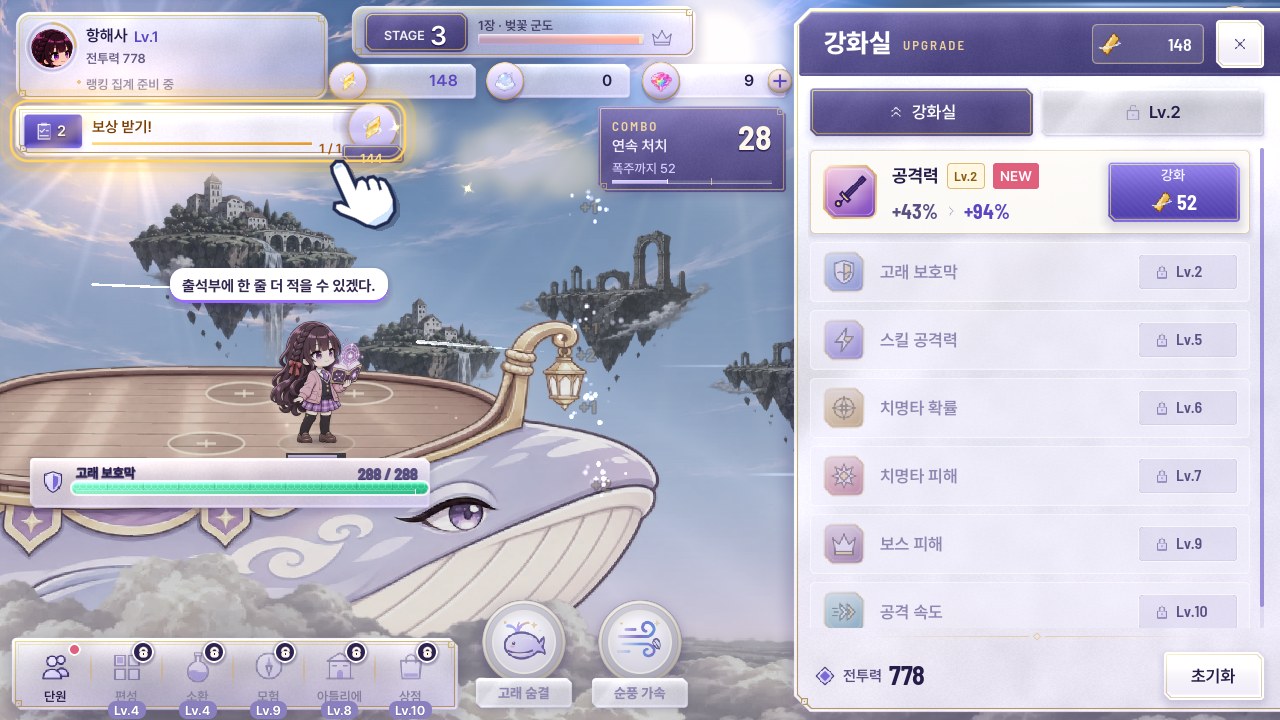 항해사 Lv.1
전투력 778
랭킹 집계 준비 중
STAGE 3
1장 · 벚꽃 군도
148
0
9
2
보상 받기!
1/1
144
COMBO
연속 처치
28
폭주까지 52
+1
+2
+1
출석부에 한 줄 더 적을 수 있겠다.
고래 보호막
288 / 288
단원
편성
Lv.4
소환
Lv.4
모험
Lv.9
아틀리에
Lv.8
상점
Lv.10
고래 숨결
순풍 가속
강화실 UPGRADE
148
강화실
Lv.2
공격력 Lv.2 NEW
+43% > +94%
강화
52
고래 보호막
Lv.2
스킬 공격력
Lv.5
치명타 확률
Lv.6
치명타 피해
Lv.7
보스 피해
Lv.9
공격 속도
Lv.10
전투력 778
초기화